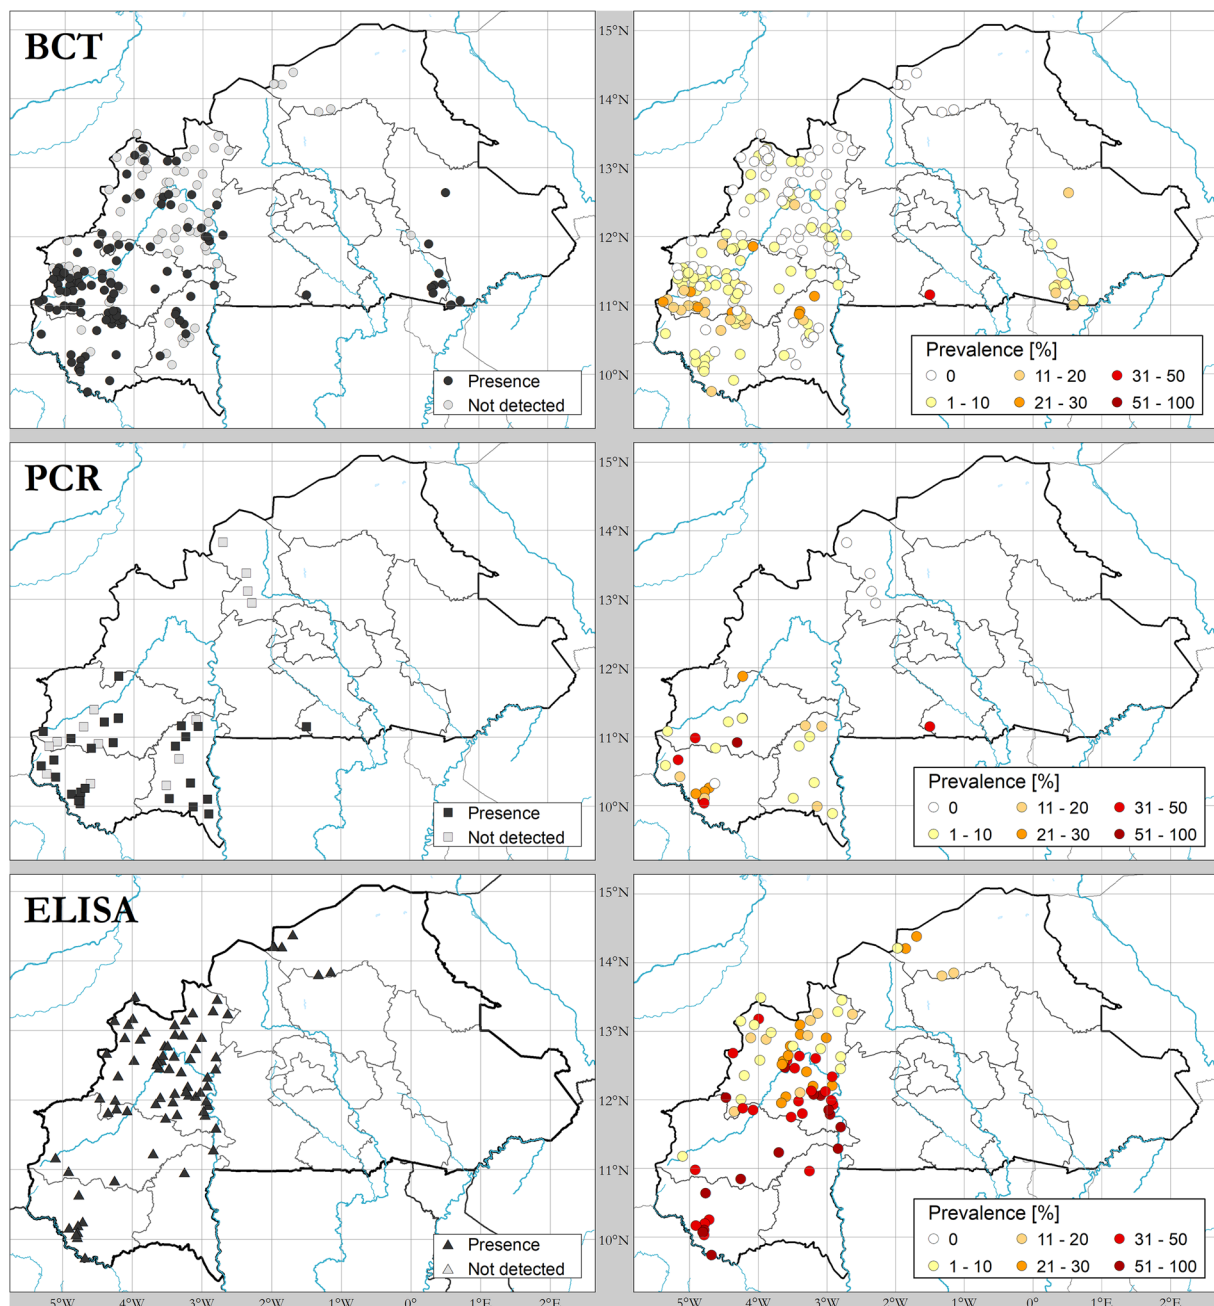 BCT
15°N
14°N
13°N
12°N
11°N
10°N
Presence
Not detected
Prevalence [%]
0 11 - 20 31 - 50
1 - 10 21 - 30 51 - 100
PCR
15°N
14°N
13°N
12°N
11°N
10°N
Presence
Not detected
Prevalence [%]
0 11 - 20 31 - 50
1 - 10 21 - 30 51 - 100
ELISA
15°N
14°N
13°N
12°N
11°N
10°N
Presence
Not detected
Prevalence [%]
0 11 - 20 31 - 50
1 - 10 21 - 30 51 - 100
5°W 4°W 3°W 2°W 1°W 0° 1°E 2°E 5°W 4°W 3°W 2°W 1°W 0° 1°E 2°E